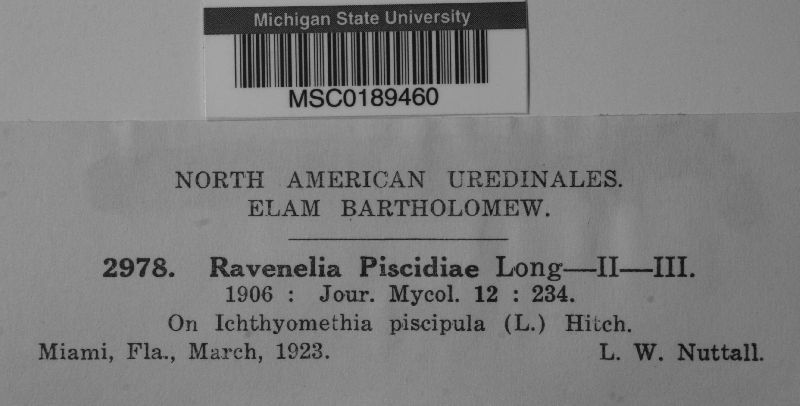 Michigan State University
MSC0189460
NORTH AMERICAN UREDINALES.
ELAM BARTHOLOMEW.
2978. Ravenelia Piscidiae Long—II—III.
1906 : Jour. Mycol. 12 : 234.
On Ichthyomethia piscipula (L.) Hitch.
Miami, Fla., March, 1923. L. W. Nuttall.